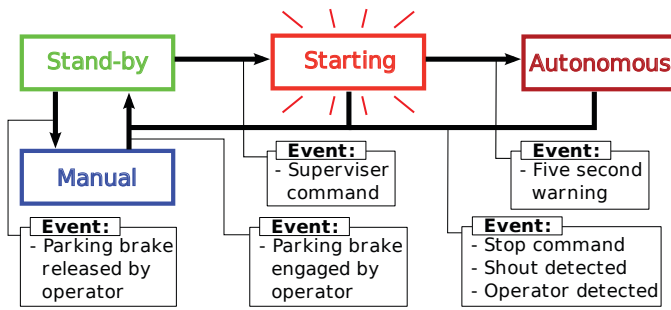 Stand-by
Starting
Autonomous
Manual
Event:
- Superviser
command
Event:
- Five second
warning
Event:
- Parking brake
released by
operator
Event:
- Parking brake
engaged by
operator
Event:
- Stop command
- Shout detected
- Operator detected